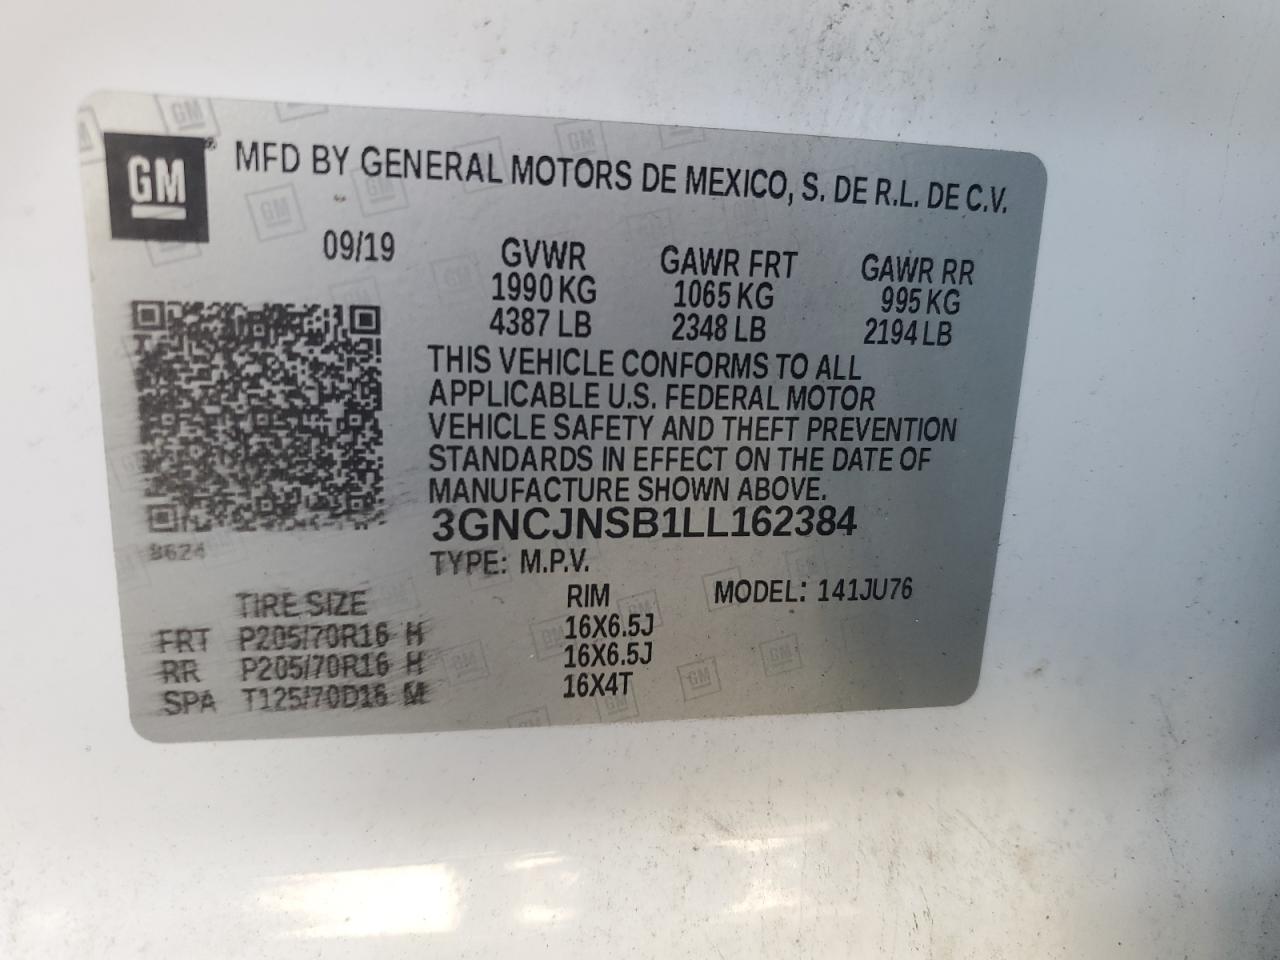 GM MFD BY GENERAL MOTORS DE MEXICO, S. DE R.L. DE C.V.
09/19 GVWR GAWR FRT GAWR RR
1990 KG 1065 KG 995 KG
4387 LB 2348 LB 2194 LB
THIS VEHICLE CONFORMS TO ALL
APPLICABLE U.S. FEDERAL MOTOR
VEHICLE SAFETY AND THEFT PREVENTION
STANDARDS IN EFFECT ON THE DATE OF
MANUFACTURE SHOWN ABOVE.
3GNCJNSB1LL162384
8624
TYPE: M.P.V.
TIRE SIZE RIM MODEL: 141JU76
FRT P205/70R16 H 16X6.5J
RR P205/70R16 H 16X6.5J
SPA T125/70D16 M 16X4T